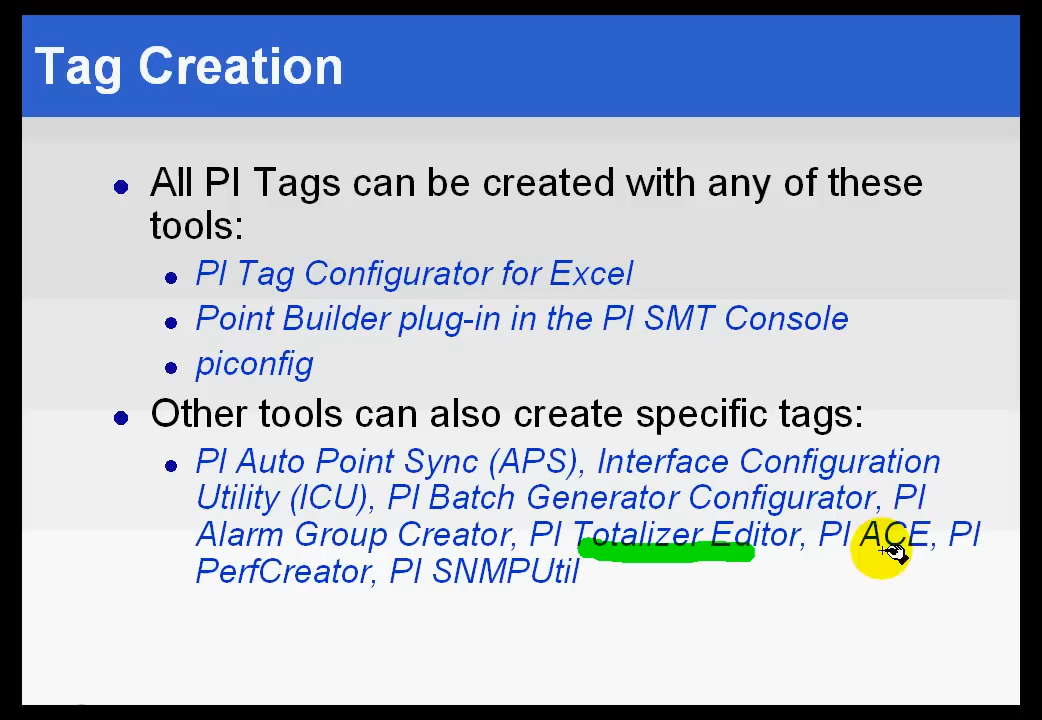 Tag Creation
All PI Tags can be created with any of these
tools:
PI Tag Configurator for Excel
Point Builder plug-in in the PI SMT Console
piconfig
Other tools can also create specific tags:
PI Auto Point Sync (APS), Interface Configuration
Utility (ICU), PI Batch Generator Configurator, PI
Alarm Group Creator, PI Totalizer Editor, PI ACE, PI
PerfCreator, PI SNMPUtil